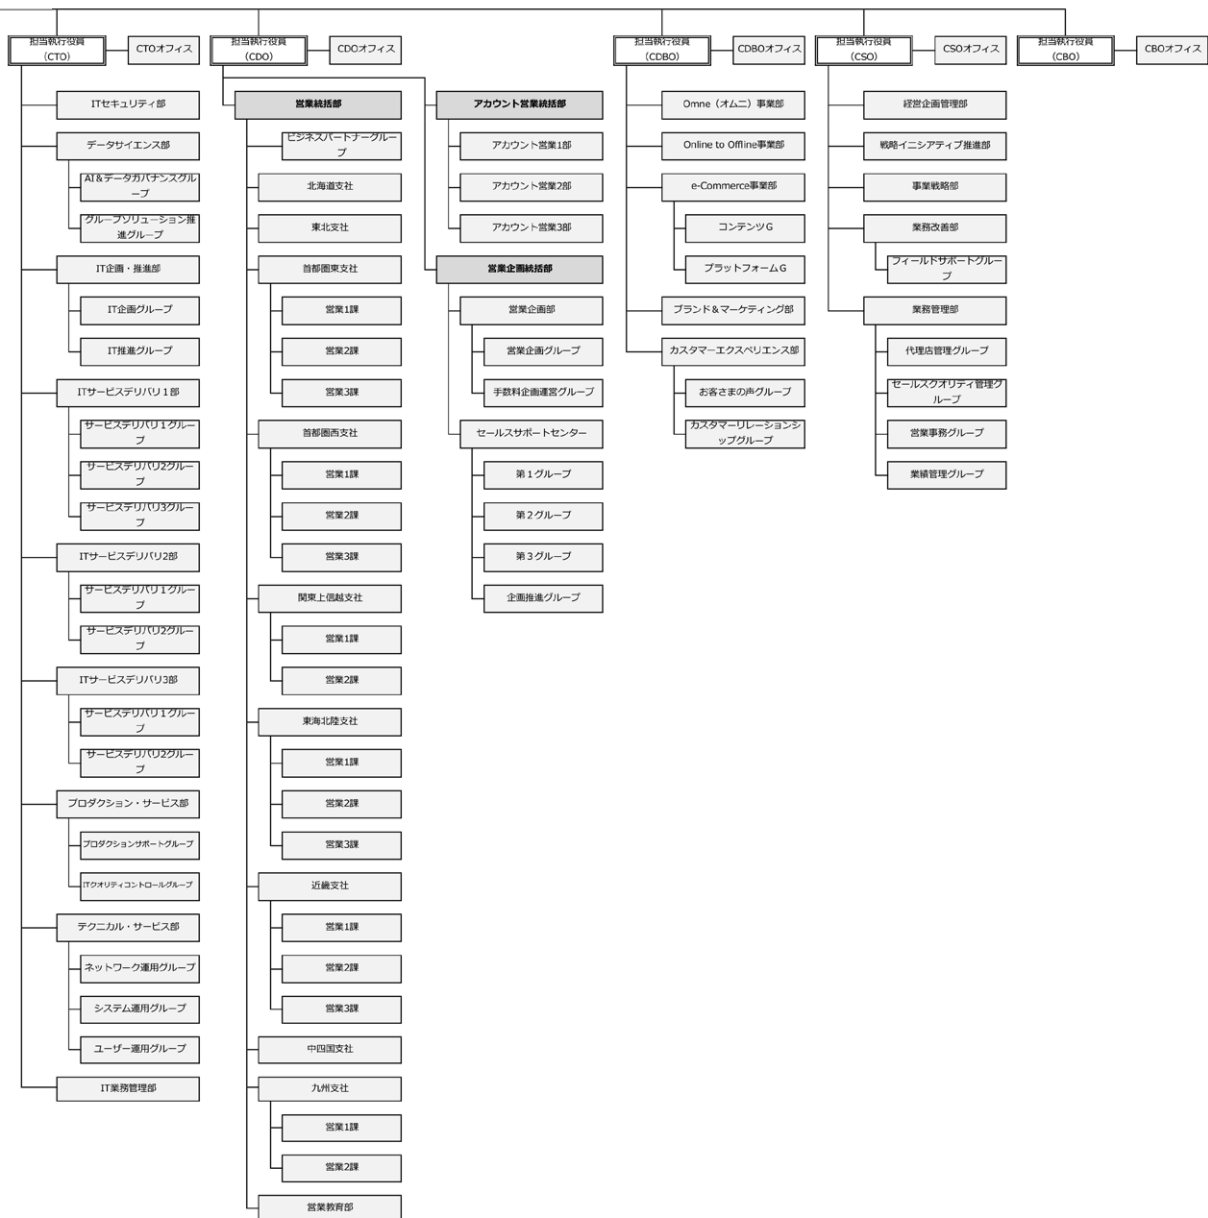 担当執行役員
（CTO）
CTOオフィス
ITセキュリティ部
データサイエンス部
AI＆データガバナンスグル
ープ
グループソリューション推
進グループ
IT企画・推進部
IT企画グループ
IT推進グループ
ITサービスデリバリ１部
サービスデリバリ１グルー
プ
サービスデリバリ2グルー
プ
サービスデリバリ3グルー
プ
ITサービスデリバリ2部
サービスデリバリ１グルー
プ
サービスデリバリ2グルー
プ
ITサービスデリバリ3部
サービスデリバリ１グルー
プ
サービスデリバリ2グルー
プ
プロダクション・サービス部
プロダクションサポートグループ
ITクオリティコントロールグループ
テクニカル・サービス部
ネットワーク運用グループ
システム運用グループ
ユーザー運用グループ
IT業務管理部
担当執行役員
（CDO）
CDOオフィス
営業統括部
ビジネスパートナーグルー
プ
北海道支社
東北支社
首都圏東支社
営業1課
営業2課
営業3課
首都圏西支社
営業1課
営業2課
営業3課
関東上信越支社
営業1課
営業2課
東海北陸支社
営業1課
営業2課
営業3課
近畿支社
営業1課
営業2課
営業3課
中四国支社
九州支社
営業1課
営業2課
営業教育部
アカウント営業統括部
アカウント営業1部
アカウント営業2部
アカウント営業3部
営業企画統括部
営業企画部
営業企画グループ
手数料企画運営グループ
セールスサポートセンター
第１グループ
第２グループ
第３グループ
企画推進グループ
担当執行役員
（CDBO）
CDBOオフィス
Omne（オムニ）事業部
Online to Offline事業部
e-Commerce事業部
コンテンツＧ
プラットフォームＧ
ブランド＆マーケティング部
カスタマーエクスペリエンス部
お客さまの声グループ
カスタマーリレーションシ
ップグループ
担当執行役員
（CSO）
CSOオフィス
経営企画管理部
戦略イニシアティブ推進部
事業戦略部
業務改善部
フィールドサポートグルー
プ
業務管理部
代理店管理グループ
セールスクオリティ管理グ
ループ
営業事務グループ
業績管理グループ
担当執行役員
（CBO）
CBOオフィス